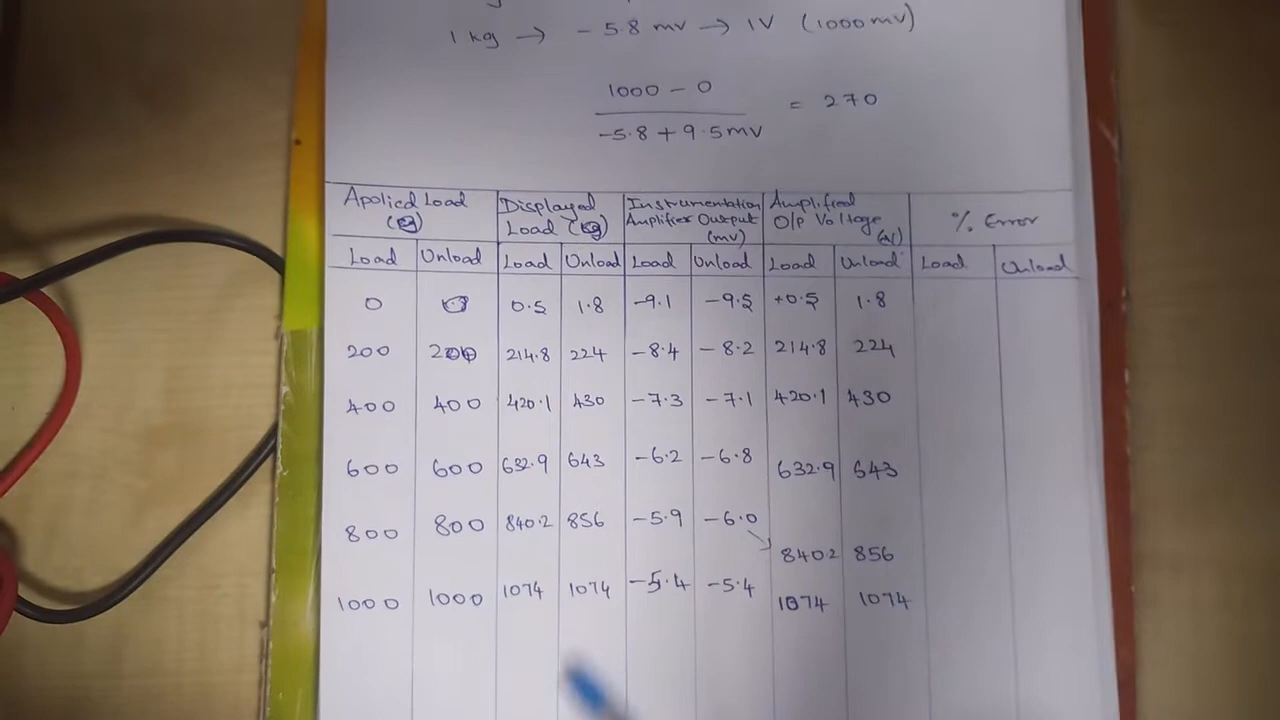 1 kg → - 5.8 mv → 1V (1000mv)
1000 - 0
= 270
-5.8 + 9.5mv
Apolied Load
Displayed Load (kg)
Instrumentation Amplifier Output (mv)
Amplified O/P Voltage
% Error
Load Unload Load Unload Load Unload Load Unload Load Unload
0 0 0.5 1.8 -9.1 -9.5 +0.5 1.8
200 200 214.8 224 -8.4 -8.2 214.8 224
400 400 420.1 430 -7.3 -7.1 420.1 430
600 600 632.9 643 -6.2 -6.8 632.9 643
800 800 840.2 856 -5.9 -6.0 840.2 856
1000 1000 1074 1074 -5.4 -5.4 1074 1074